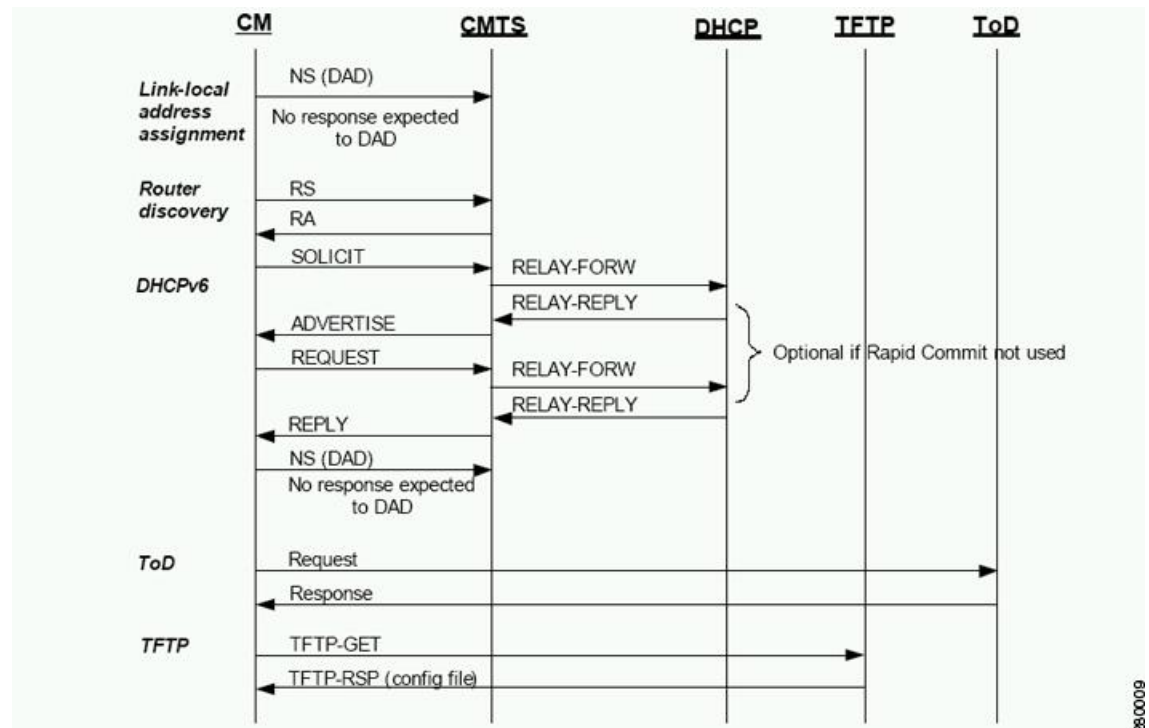 CM CMTS DHCP TFTP ToD
NS (DAD)
Link-local
address
assignment
No response expected
to DAD
Router
discovery
RS
RA
SOLICIT
DHCPv6
RELAY-FORW
RELAY-REPLY
ADVERTISE
Optional if Rapid Commit not used
REQUEST
RELAY-FORW
RELAY-REPLY
REPLY
NS (DAD)
No response expected
to DAD
ToD
Request
Response
TFTP
TFTP-GET
TFTP-RSP (config file)